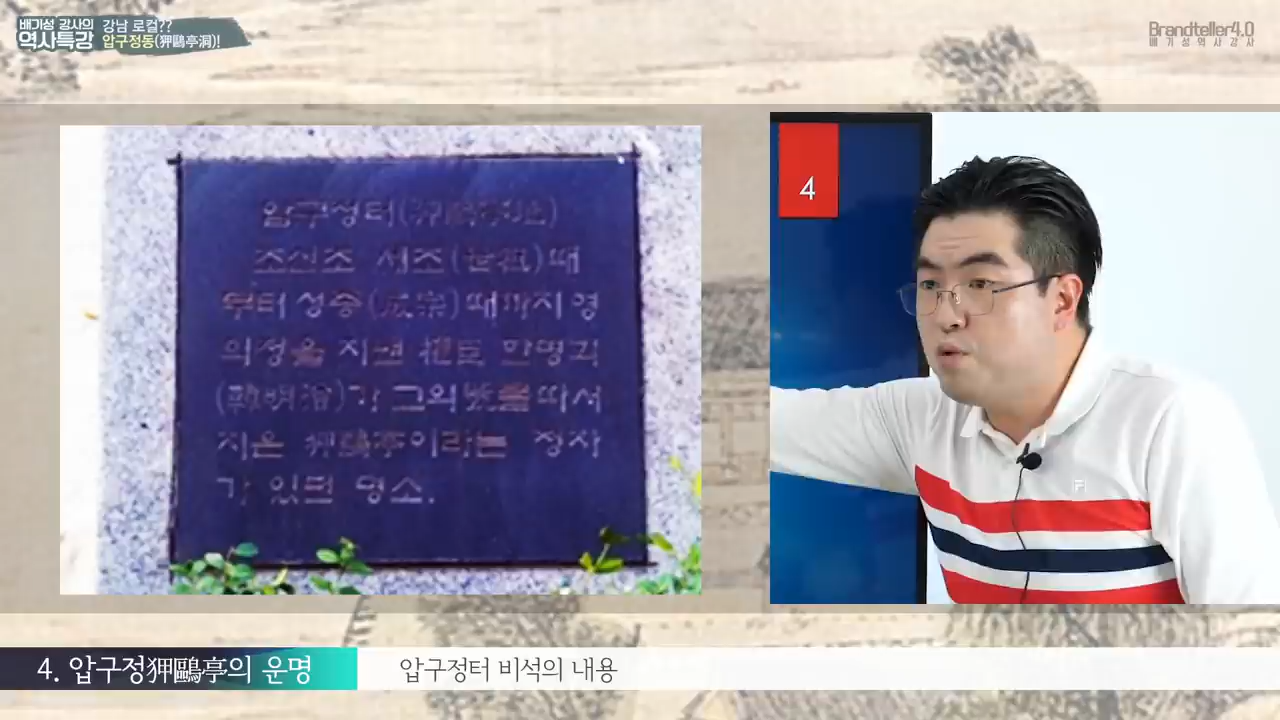 배기성 강사의
역사특강
강남 로컬??
압구정동(狎鷗亭洞)!
Brandteller4.0
배기성역사강사
압구정터(狎鷗亭址)
조선조 세조(世祖)때
부터 성종(成宗)때까지 영
의정을 지낸 權臣 한명회
(韓明澮)가 그의 號를 따서
지은 狎鷗亭이라는 정자
가 있던 명소.
4
F
4. 압구정狎鷗亭의 운명
압구정터 비석의 내용